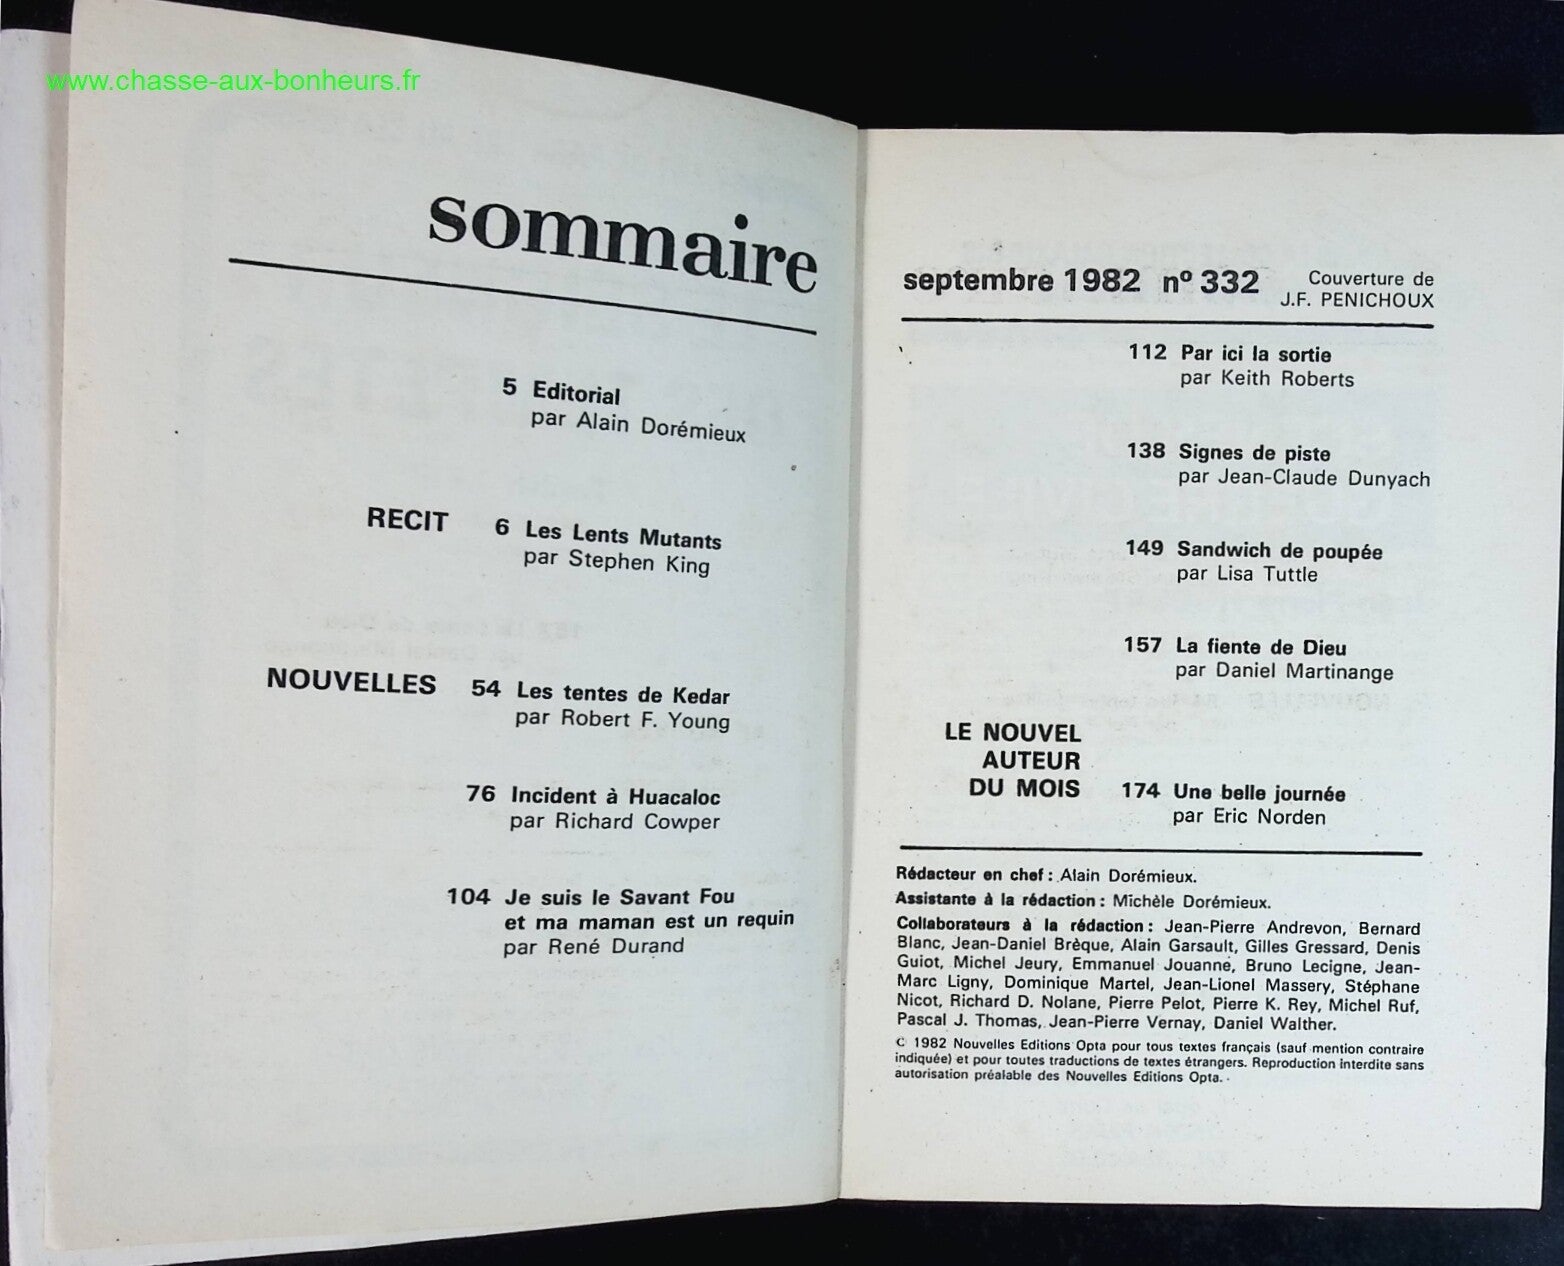 www.chasse-aux-bonheurs.fr
sommaire
5 Editorial
par Alain Dorémieux
RECIT 6 Les Lents Mutants
par Stephen King
NOUVELLES 54 Les tentes de Kedar
par Robert F. Young
76 Incident à Huacaloc
par Richard Cowper
104 Je suis le Savant Fou
et ma maman est un requin
par René Durand
septembre 1982 nº 332 Couverture de
J.F. PENICHOUX
112 Par ici la sortie
par Keith Roberts
138 Signes de piste
par Jean-Claude Dunyach
149 Sandwich de poupée
par Lisa Tuttle
157 La fiente de Dieu
par Daniel Martinange
LE NOUVEL
AUTEUR
DU MOIS 174 Une belle journée
par Eric Norden
Rédacteur en chef : Alain Dorémieux.
Assistante à la rédaction : Michèle Dorémieux.
Collaborateurs à la rédaction : Jean-Pierre Andrevon, Bernard
Blanc, Jean-Daniel Brèque, Alain Garsault, Gilles Gressard, Denis
Guiot, Michel Jeury, Emmanuel Jouanne, Bruno Lecigne, Jean-
Marc Ligny, Dominique Martel, Jean-Lionel Massery, Stéphane
Nicot, Richard D. Nolane, Pierre Pelot, Pierre K. Rey, Michel Ruf,
Pascal J. Thomas, Jean-Pierre Vernay, Daniel Walther.
C 1982 Nouvelles Editions Opta pour tous textes français (sauf mention contraire
indiquée) et pour toutes traductions de textes étrangers. Reproduction interdite sans
autorisation préalable des Nouvelles Editions Opta.